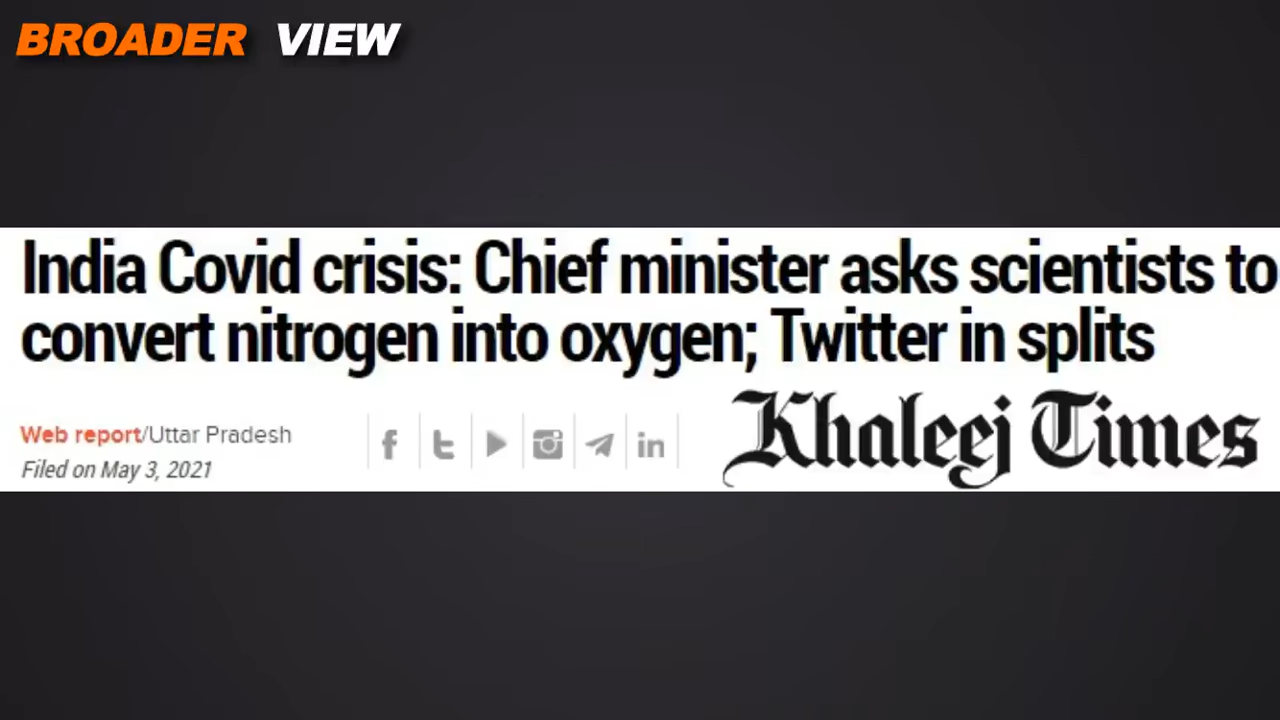 BROADER VIEW
India Covid crisis: Chief minister asks scientists to
convert nitrogen into oxygen; Twitter in splits
Web report/Uttar Pradesh
Filed on May 3, 2021
Khaleej Times